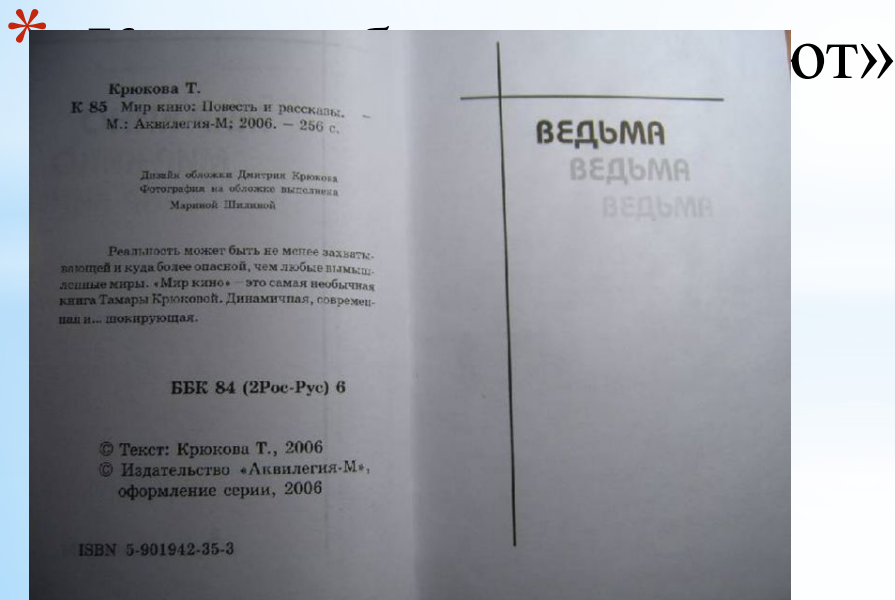 *
от»
Крюкова Т.
К 85 Мир кино: Повесть и рассказы. –
М.: Аквилегия-М; 2006. – 256 с.
Дизайн обложки Дмитрия Крюкова
Фотография на обложке выполнена
Мариной Шилиной
Реальность может быть не менее захваты-
вающей и куда более опасной, чем любые вымыш-
ленные миры. «Мир кино» – это самая необычная
книга Тамары Крюковой. Динамичная, современ-
ная и... шокирующая.
ББК 84 (2Рос-Рус) 6
© Текст: Крюкова Т., 2006
© Издательство «Аквилегия-М»,
оформление серии, 2006
ISBN 5-901942-35-3
ВЕДЬМА
ВЕДЬМА
ВЕДЬМА